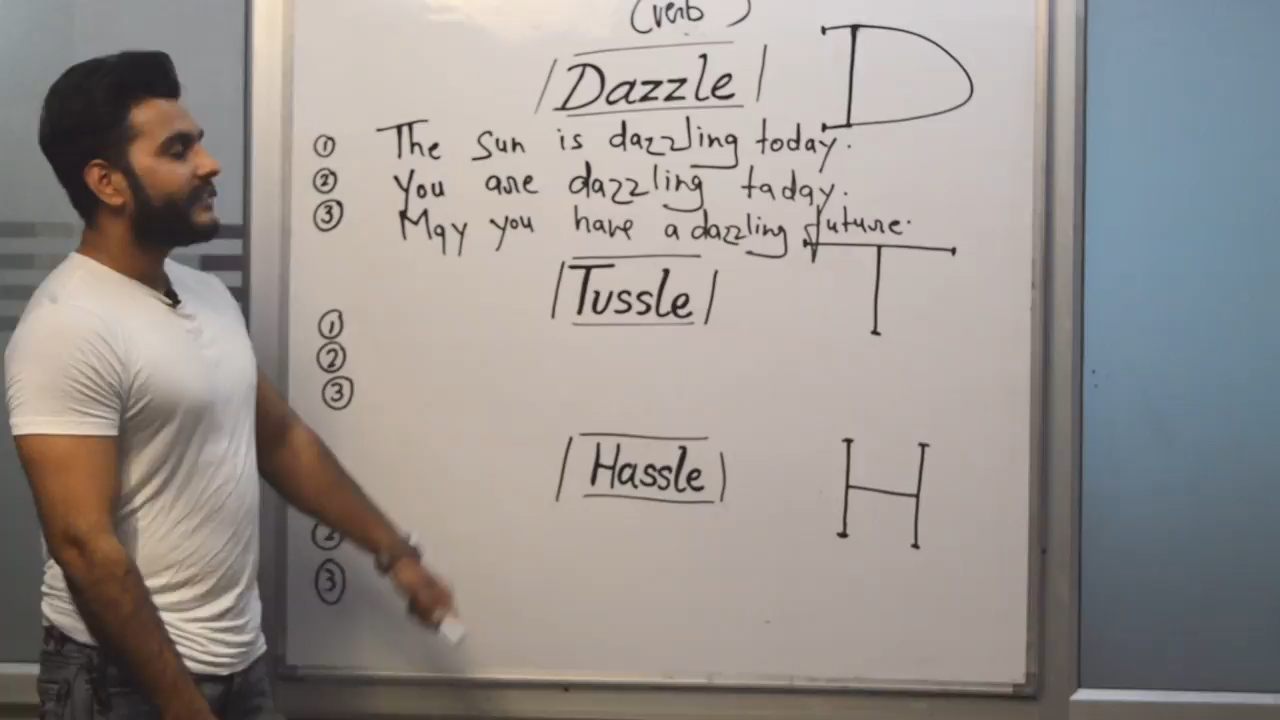 (verb)
Dazzle D
① The Sun is dazzling today.
② You are dazzling taday.
③ May you have a dazzling future.
Tussle T
①
②
③
Hassle H
②
③